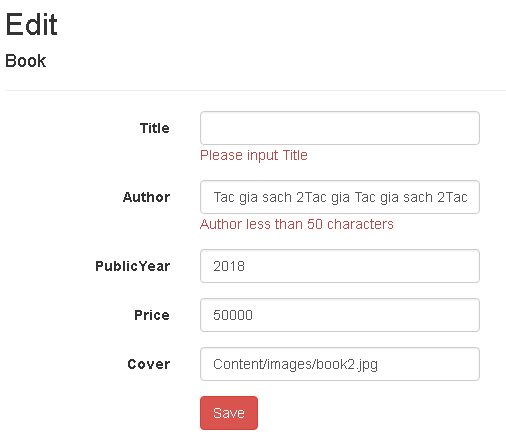 Edit
Book
Title
Please input Title
Author Tac gia sach 2Tac gia Tac gia sach 2Tac
Author less than 50 characters
PublicYear 2018
Price 50000
Cover Content/images/book2.jpg
Save